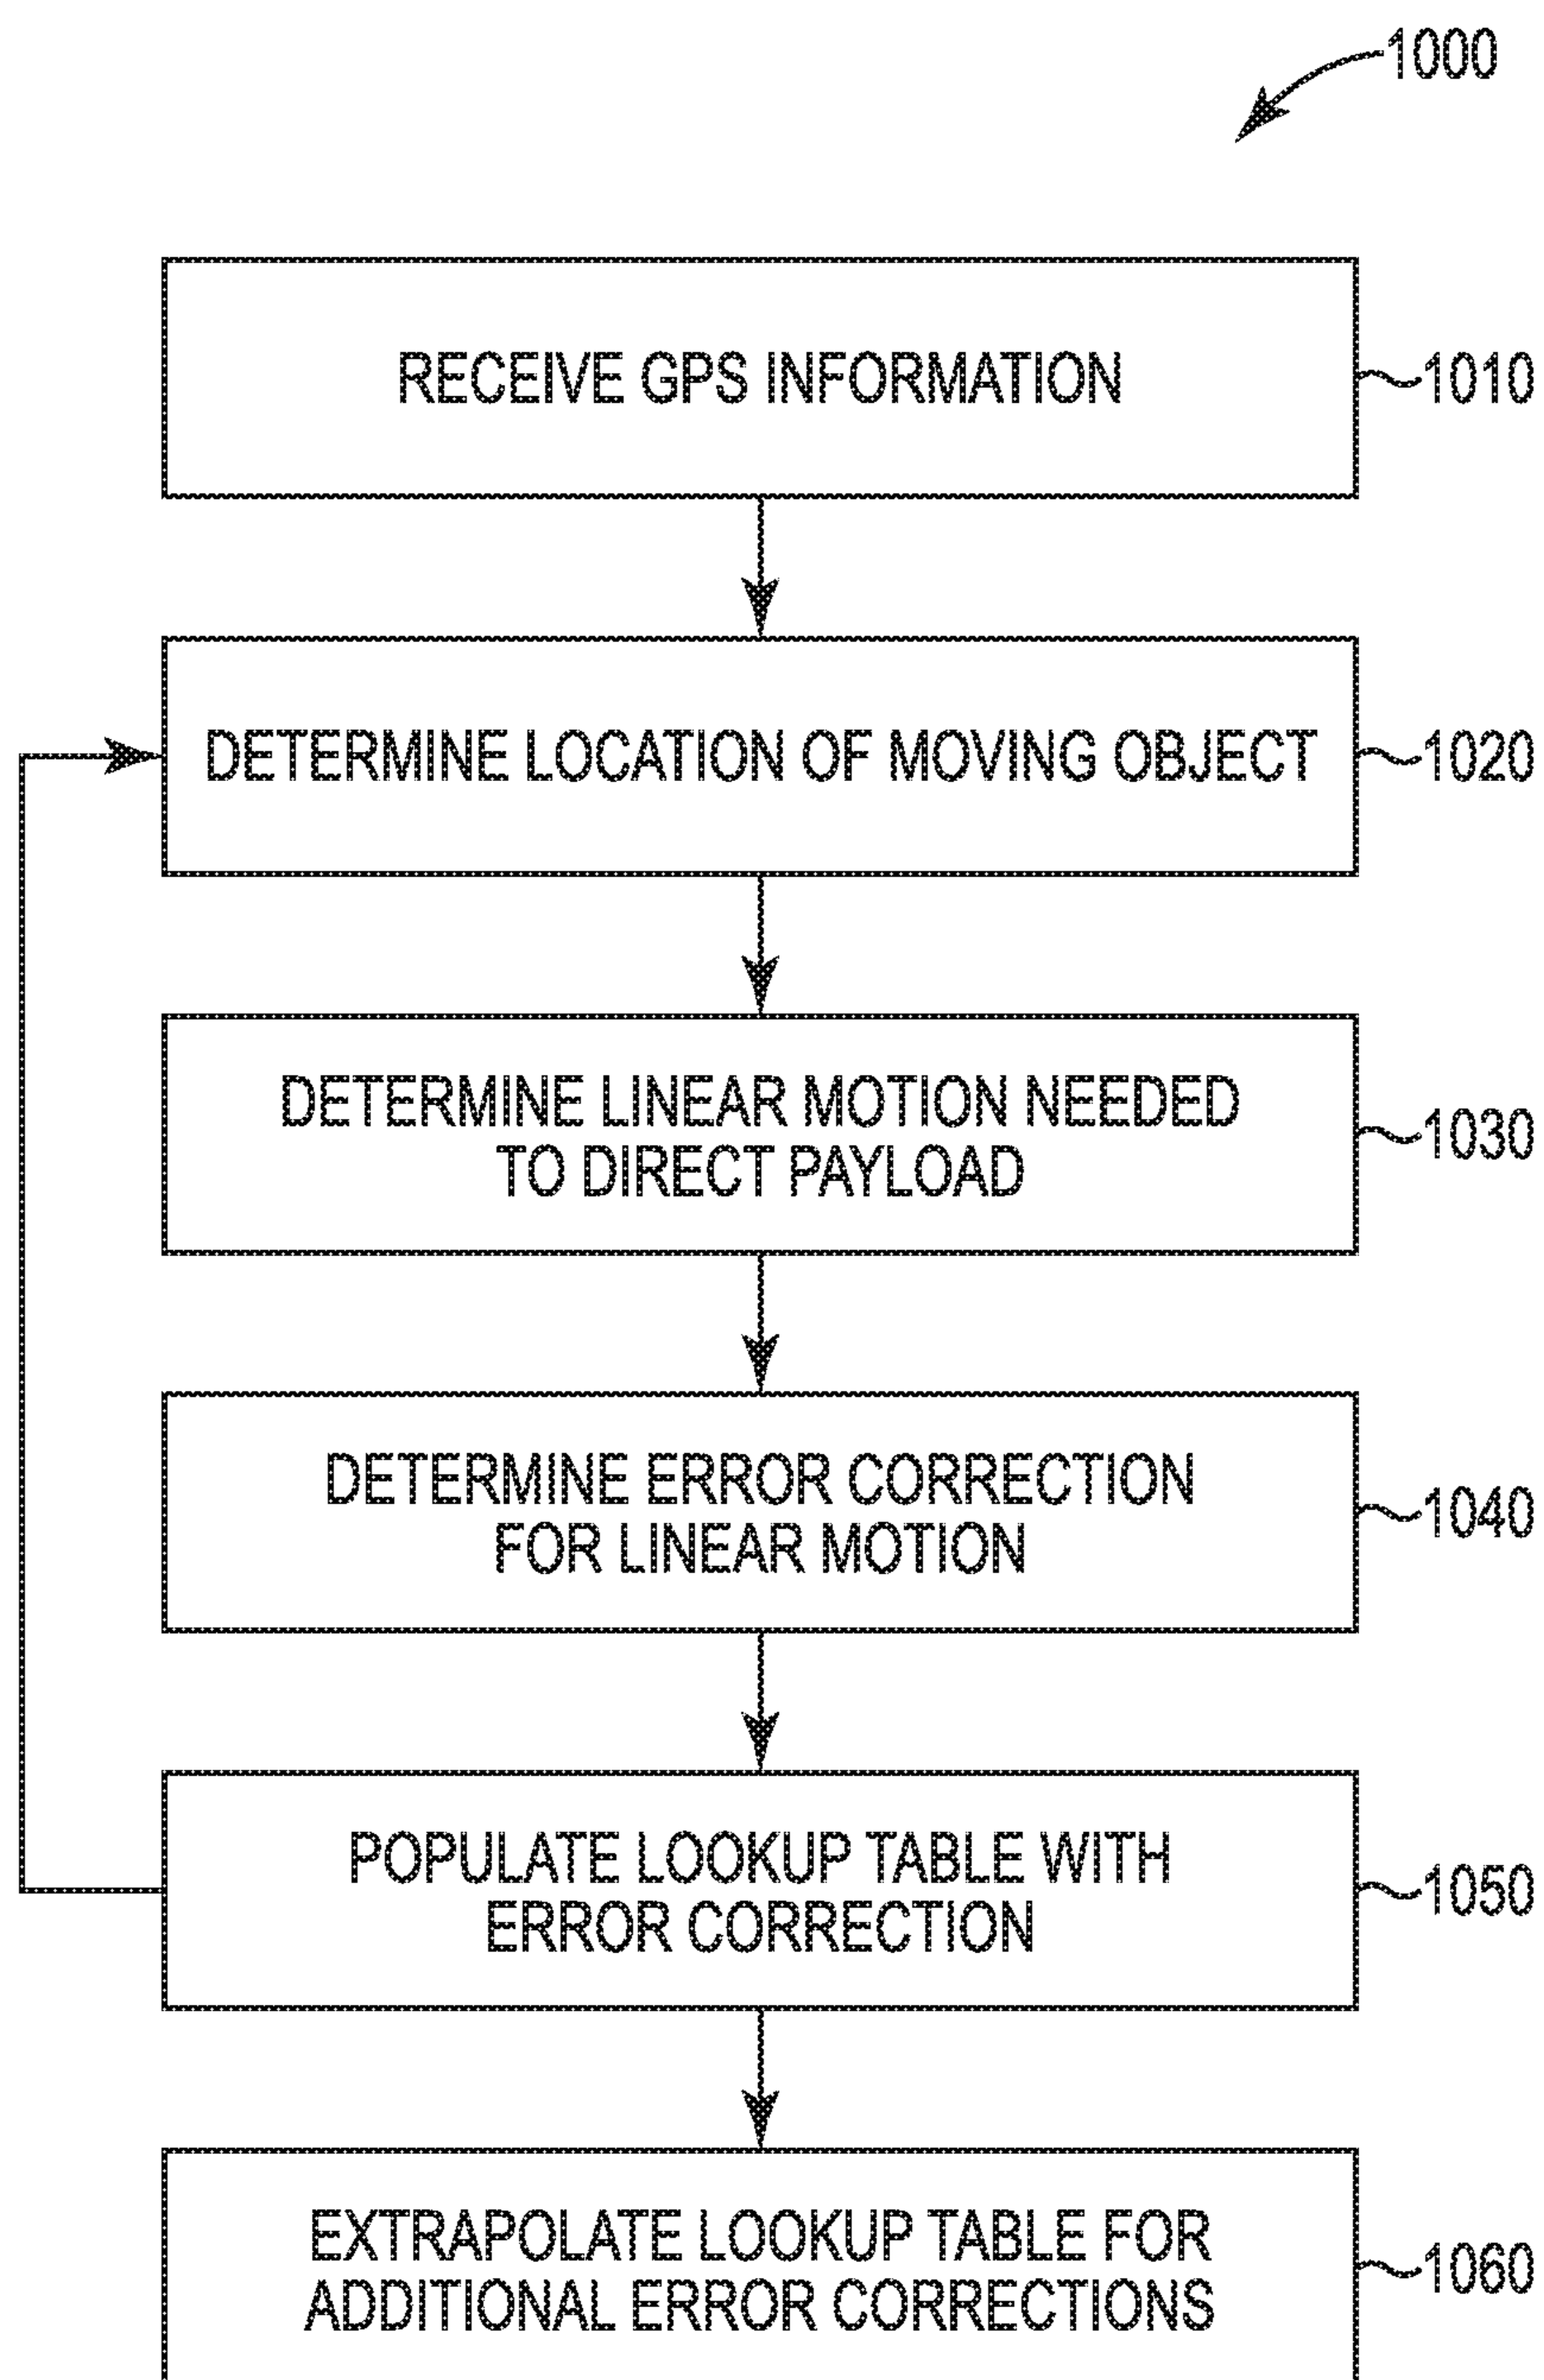 1000
RECEIVE GPS INFORMATION
1010
DETERMINE LOCATION OF MOVING OBJECT
1020
DETERMINE LINEAR MOTION NEEDED
TO DIRECT PAYLOAD
1030
DETERMINE ERROR CORRECTION
FOR LINEAR MOTION
1040
POPULATE LOOKUP TABLE WITH
ERROR CORRECTION
1050
EXTRAPOLATE LOOKUP TABLE FOR
ADDITIONAL ERROR CORRECTIONS
1060